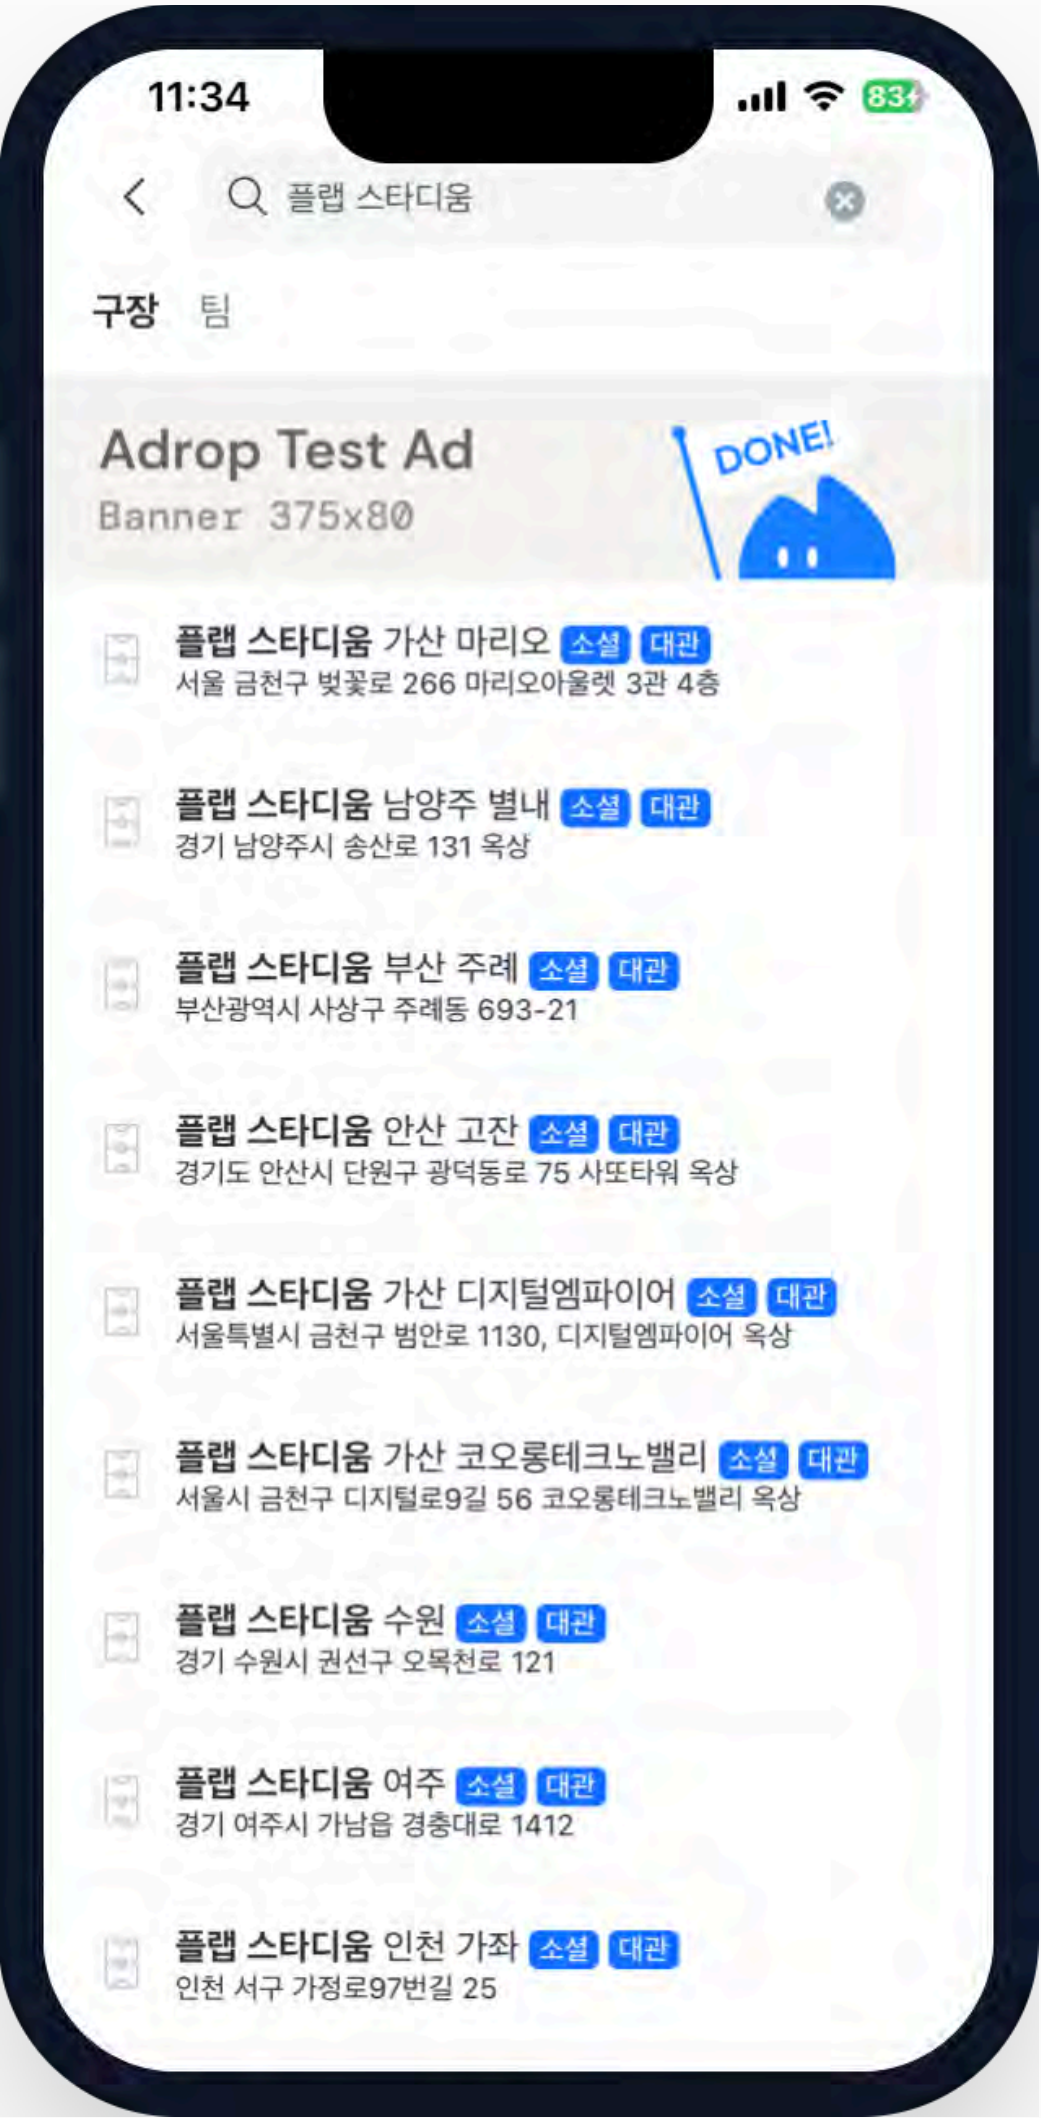 11:34
83
플랩 스타디움
구장 팀
Adrop Test Ad
Banner 375x80
DONE!
플랩 스타디움 가산 마리오 소셜 대관
서울 금천구 벚꽃로 266 마리오아울렛 3관 4층
플랩 스타디움 남양주 별내 소셜 대관
경기 남양주시 송산로 131 옥상
플랩 스타디움 부산 주례 소셜 대관
부산광역시 사상구 주례동 693-21
플랩 스타디움 안산 고잔 소셜 대관
경기도 안산시 단원구 광덕동로 75 사또타워 옥상
플랩 스타디움 가산 디지털엠파이어 소셜 대관
서울특별시 금천구 범안로 1130, 디지털엠파이어 옥상
플랩 스타디움 가산 코오롱테크노밸리 소셜 대관
서울시 금천구 디지털로9길 56 코오롱테크노밸리 옥상
플랩 스타디움 수원 소셜 대관
경기 수원시 권선구 오목천로 121
플랩 스타디움 여주 소셜 대관
경기 여주시 가남읍 경충대로 1412
플랩 스타디움 인천 가좌 소셜 대관
인천 서구 가정로97번길 25